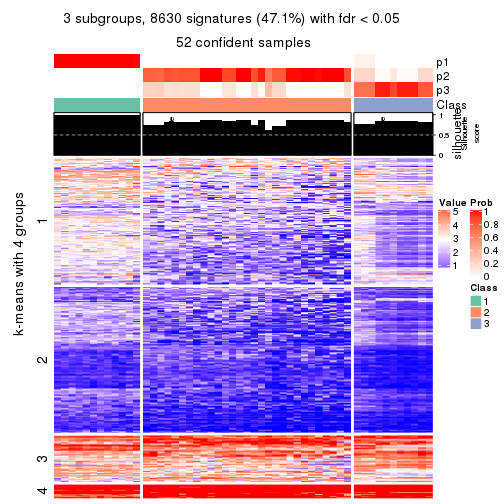 3 subgroups, 8630 signatures (47.1%) with fdr < 0.05
52 confident samples
p1
p2
p3
Class
1
0.5
0
silhouette
Silhouette
score
k-means with 4 groups
1
2
3
4
Value
5
4
3
2
1
Prob
1
0.8
0.6
0.4
0.2
0
Class
1
2
3